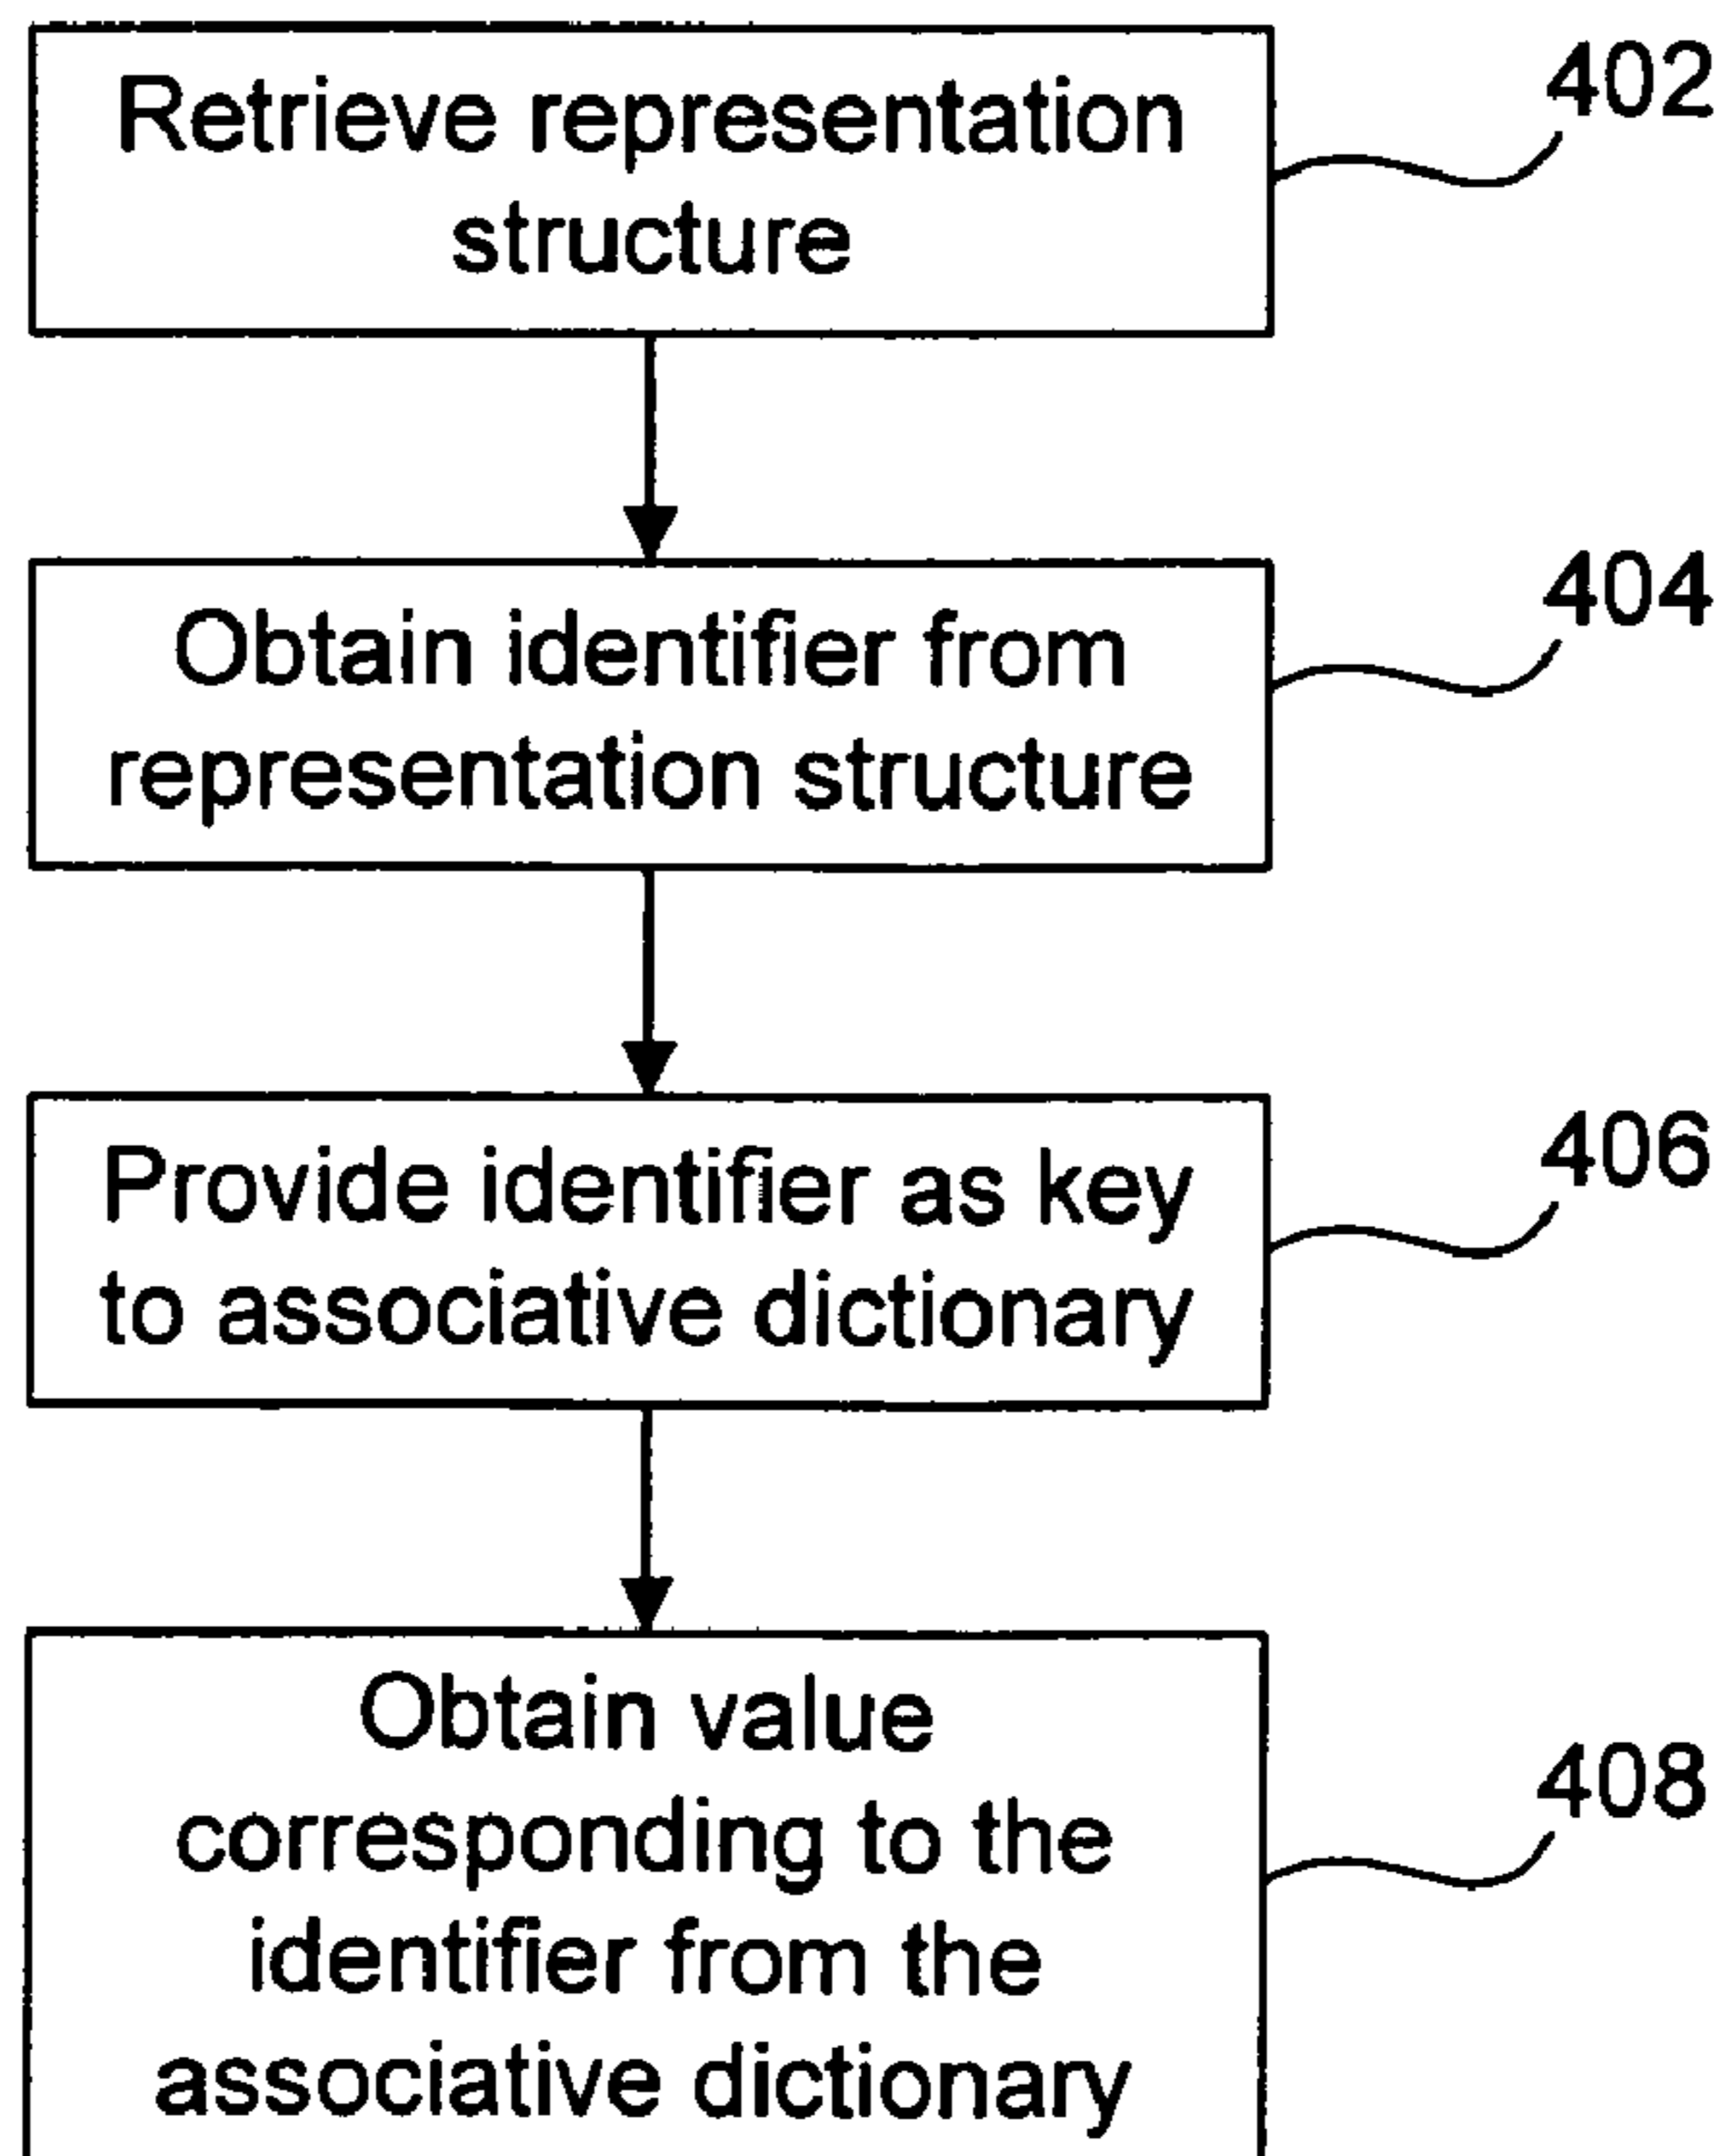 Retrieve representation
structure
402
Obtain identifier from
representation structure
404
Provide identifier as key
to associative dictionary
406
Obtain value
corresponding to the
identifier from the
associative dictionary
408